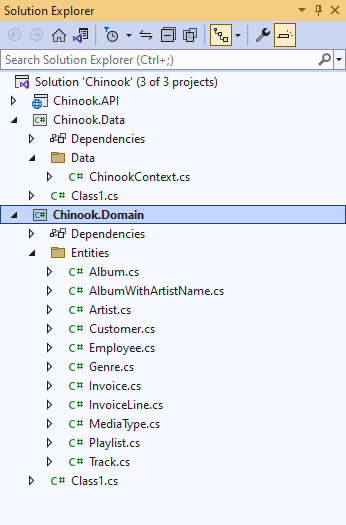 Solution Explorer
Search Solution Explorer (Ctrl+;)
Solution 'Chinook' (3 of 3 projects)
Chinook.API
C# Chinook.Data
Dependencies
Data
C# ChinookContext.cs
C# Class1.cs
C# Chinook.Domain
Dependencies
Entities
C# Album.cs
C# AlbumWithArtistName.cs
C# Artist.cs
C# Customer.cs
C# Employee.cs
C# Genre.cs
C# Invoice.cs
C# InvoiceLine.cs
C# MediaType.cs
C# Playlist.cs
C# Track.cs
C# Class1.cs